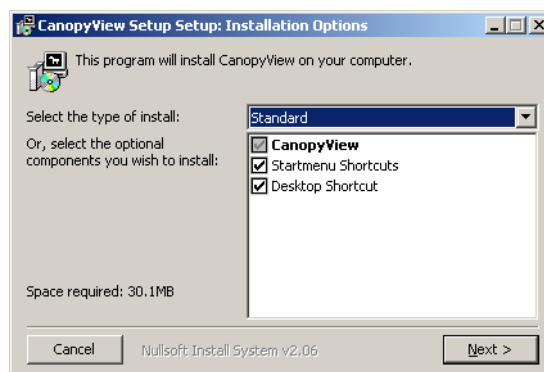 CanopyView Setup Setup: Installation Options
This program will install CanopyView on your computer.
Select the type of install:
Standard
Or, select the optional
components you wish to install:
CanopyView
Startmenu Shortcuts
Desktop Shortcut
Space required: 30.1MB
Cancel
Nullsoft Install System v2.06
Next >